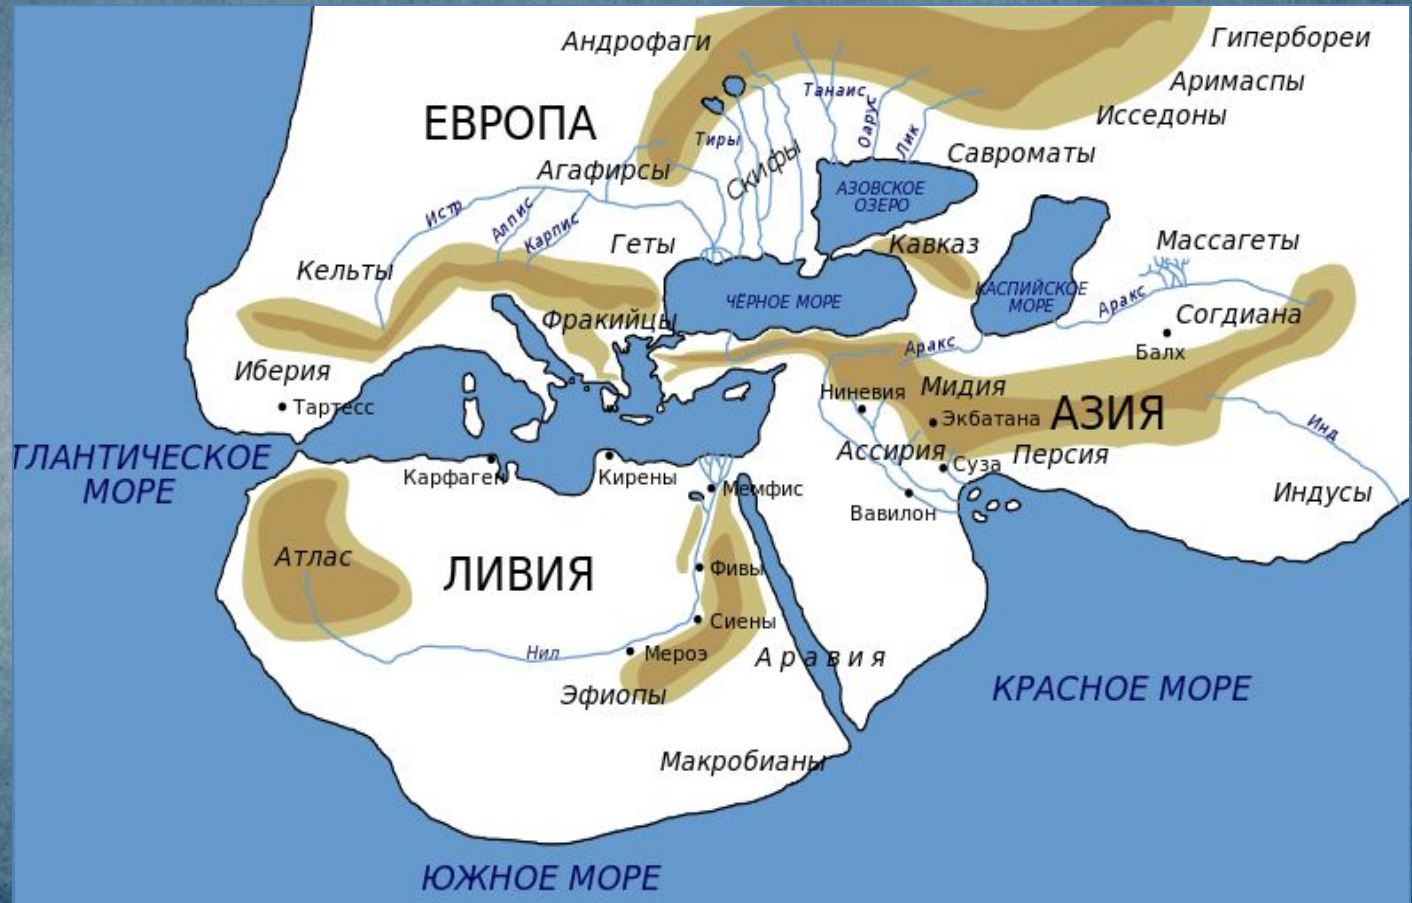 Андрофаги
Гипербореи
Аримаспы
Исседоны
Танаис
Оарус
Лик
ЕВРОПА
Тиры
Скифы
Савроматы
Агафирсы
АЗОВСКОЕ
ОЗЕРО
Истр
Алпис
Карпис
Геты
Кавказ
Массагеты
Кельты
ЧЁРНОЕ МОРЕ
КАСПИЙСКОЕ
МОРЕ
Аракс
Согдиана
Фракийцы
Аракс
Балх
Иберия
Тартесс
Ниневия
Мидия
Экбатана
АЗИЯ
Инд
ТЛАНТИЧЕСКОЕ
МОРЕ
Карфаген
Кирены
Мемфис
Ассирия
Суза
Персия
Вавилон
Индусы
Атлас
ЛИВИЯ
Фивы
Сиены
Нил
Мероэ
Аравия
Эфиопы
КРАСНОЕ МОРЕ
Макробианы
ЮЖНОЕ МОРЕ